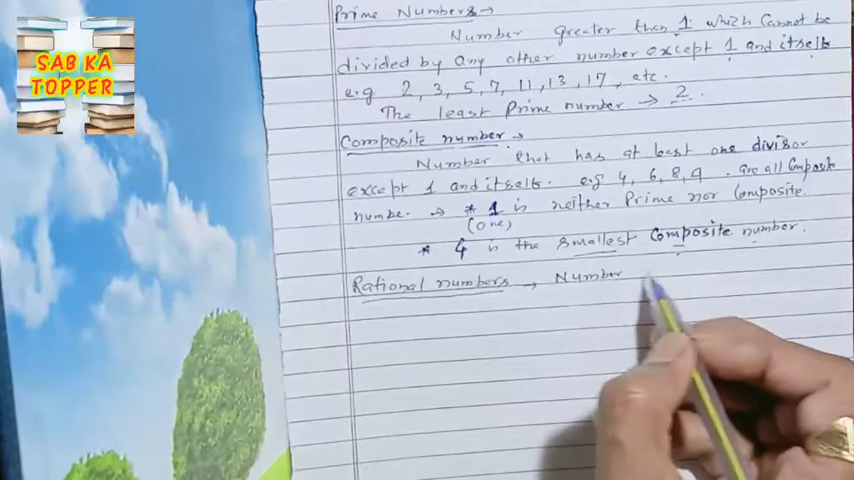 SAB KA
TOPPER
Prime Numbers →
Number greater then 1 which Cannot be
divided by any other number except 1 and itself
e.g 2, 3, 5, 7, 11, 13, 17, etc.
The least Prime number → 2.
Composite number →
Number that has at least one divisor
except 1 and itself. e.g 4, 6, 8, 9. are all Composite
numbe. → * 1 is neither Prime nor Composite.
(One)
* 4 is the smallest Composite number.
Rational numbers → Number